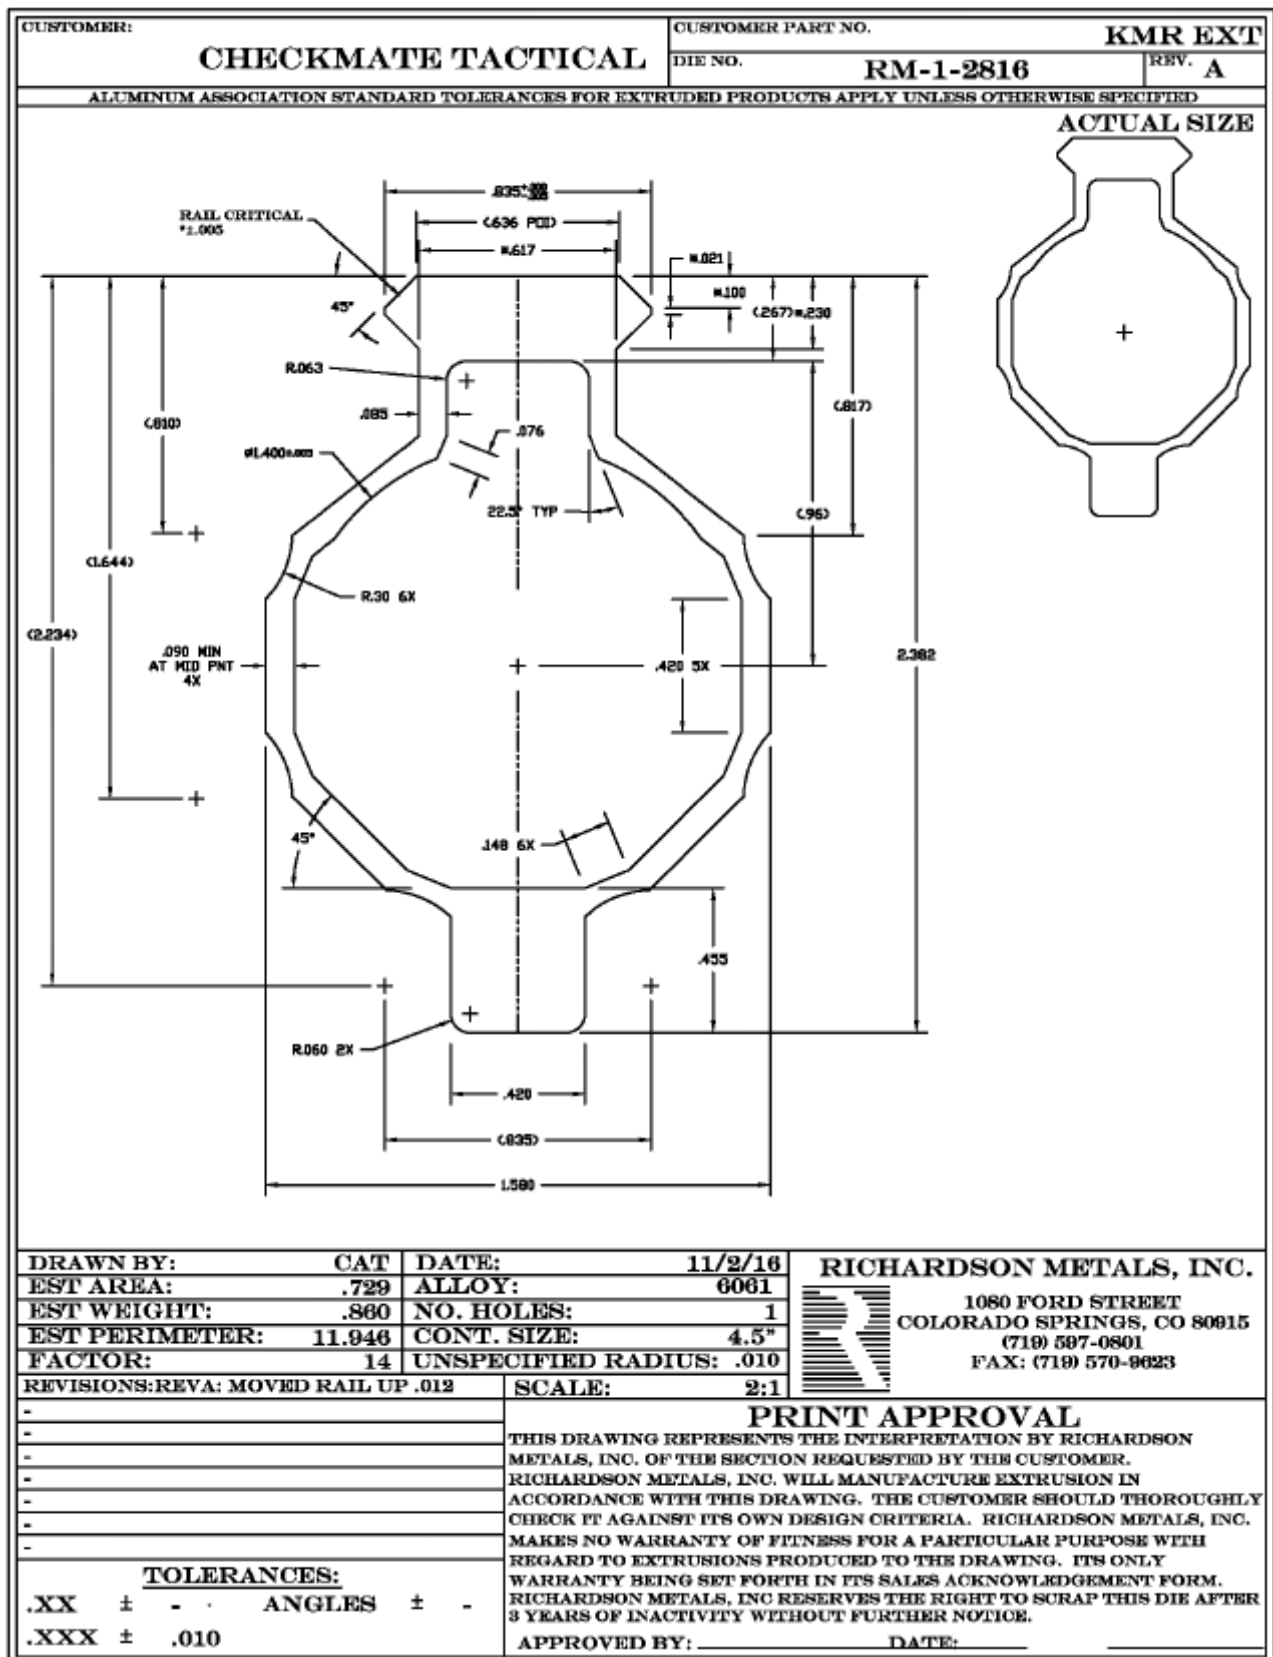 CUSTOMER:
CHECKMATE TACTICAL
CUSTOMER PART NO.
KMR EXT
DIE NO.
RM-1-2816
REV. A
ALUMINUM ASSOCIATION STANDARD TOLERANCES FOR EXTRUDED PRODUCTS APPLY UNLESS OTHERWISE SPECIFIED
ACTUAL SIZE
.835
RAIL CRITICAL
*±.005
(.636 POI)
*.617
*.021
*.100
(.267) *.230
45°
R.063
.085
.076
(.810)
(.817)
Ø1.400±.005
22.5° TYP
(.96)
(1.644)
R.30 6X
(2.234)
.090 MIN
AT MID PNT
4X
.420 5X
2.382
45°
.148 6X
.455
R.060 2X
.420
(.835)
1.580
DRAWN BY: CAT DATE: 11/2/16
EST AREA: .729 ALLOY: 6061
EST WEIGHT: .860 NO. HOLES: 1
EST PERIMETER: 11.946 CONT. SIZE: 4.5"
FACTOR: 14 UNSPECIFIED RADIUS: .010
REVISIONS:REVA: MOVED RAIL UP .012
SCALE: 2:1
RICHARDSON METALS, INC.
1080 FORD STREET
COLORADO SPRINGS, CO 80915
(719) 597-0801
FAX: (719) 570-9623
-
-
-
-
-
-
-
TOLERANCES:
.XX ± - . ANGLES ± -
.XXX ± .010
PRINT APPROVAL
THIS DRAWING REPRESENTS THE INTERPRETATION BY RICHARDSON
METALS, INC. OF THE SECTION REQUESTED BY THE CUSTOMER.
RICHARDSON METALS, INC. WILL MANUFACTURE EXTRUSION IN
ACCORDANCE WITH THIS DRAWING. THE CUSTOMER SHOULD THOROUGHLY
CHECK IT AGAINST ITS OWN DESIGN CRITERIA. RICHARDSON METALS, INC.
MAKES NO WARRANTY OF FITNESS FOR A PARTICULAR PURPOSE WITH
REGARD TO EXTRUSIONS PRODUCED TO THE DRAWING. ITS ONLY
WARRANTY BEING SET FORTH IN ITS SALES ACKNOWLEDGEMENT FORM.
RICHARDSON METALS, INC RESERVES THE RIGHT TO SCRAP THIS DIE AFTER
3 YEARS OF INACTIVITY WITHOUT FURTHER NOTICE.
APPROVED BY: DATE: